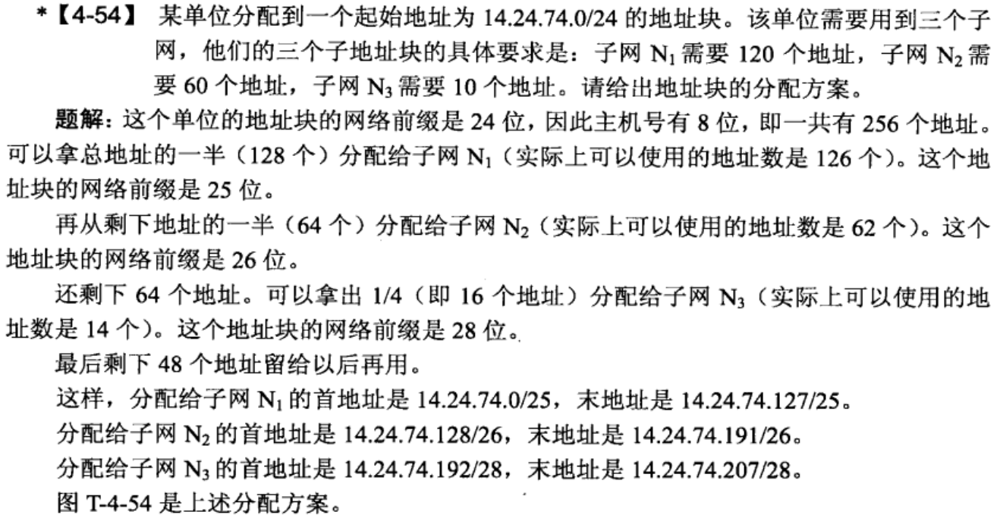 *【4-54】 某单位分配到一个起始地址为 14.24.74.0/24 的地址块。该单位需要用到三个子
网，他们的三个子地址块的具体要求是：子网 N₁ 需要 120 个地址，子网 N₂ 需
要 60 个地址，子网 N₃ 需要 10 个地址。请给出地址块的分配方案。
题解：这个单位的地址块的网络前缀是 24 位，因此主机号有 8 位，即一共有 256 个地址。
可以拿总地址的一半（128 个）分配给子网 N₁（实际上可以使用的地址数是 126 个）。这个地
址块的网络前缀是 25 位。
再从剩下地址的一半（64 个）分配给子网 N₂（实际上可以使用的地址数是 62 个）。这个
地址块的网络前缀是 26 位。
还剩下 64 个地址。可以拿出 1/4（即 16 个地址）分配给子网 N₃（实际上可以使用的地
址数是 14 个）。这个地址块的网络前缀是 28 位。
最后剩下 48 个地址留给以后再用。
这样，分配给子网 N₁ 的首地址是 14.24.74.0/25，末地址是 14.24.74.127/25。
分配给子网 N₂ 的首地址是 14.24.74.128/26，末地址是 14.24.74.191/26。
分配给子网 N₃ 的首地址是 14.24.74.192/28，末地址是 14.24.74.207/28。
图 T-4-54 是上述分配方案。